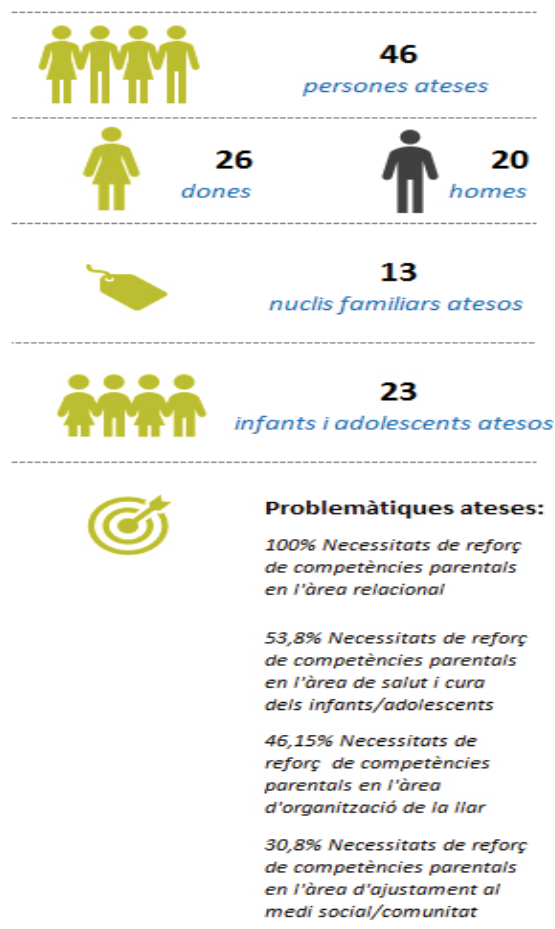 46
persones ateses
26
dones
20
homes
13
nuclis familiars atesos
23
infants i adolescents atesos
Problemàtiques ateses:
100% Necessitats de reforç
de competències parentals
en l'àrea relacional
53,8% Necessitats de reforç
de competències parentals
en l'àrea de salut i cura
dels infants/adolescents
46,15% Necessitats de
reforç de competències
parentals en l'àrea
d'organització de la llar
30,8% Necessitats de reforç
de competències parentals
en l'àrea d'ajustament al
medi social/comunitat